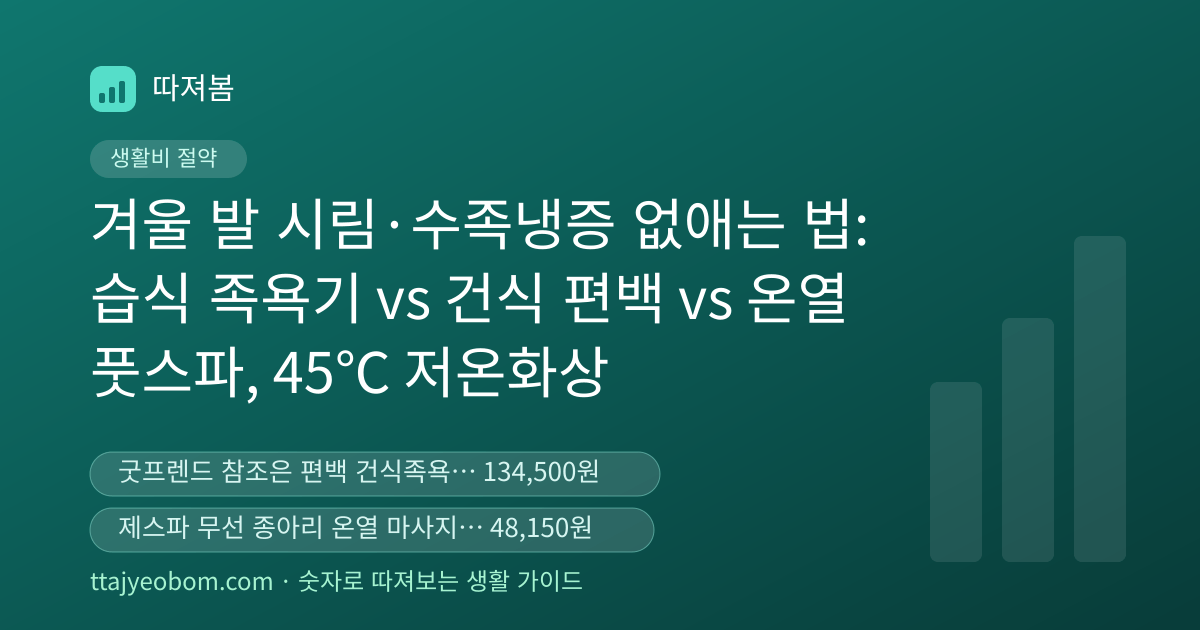 따져봄
생활비 절약
겨울 발 시림·수족냉증 없애는 법:
습식 족욕기 vs 건식 편백 vs 온열
풋스파, 45℃ 저온화상
굿프렌드 참조은 편백 건식족욕… 134,500원
제스파 무선 종아리 온열 마사지… 48,150원
ttajyeobom.com · 숫자로 따져보는 생활 가이드